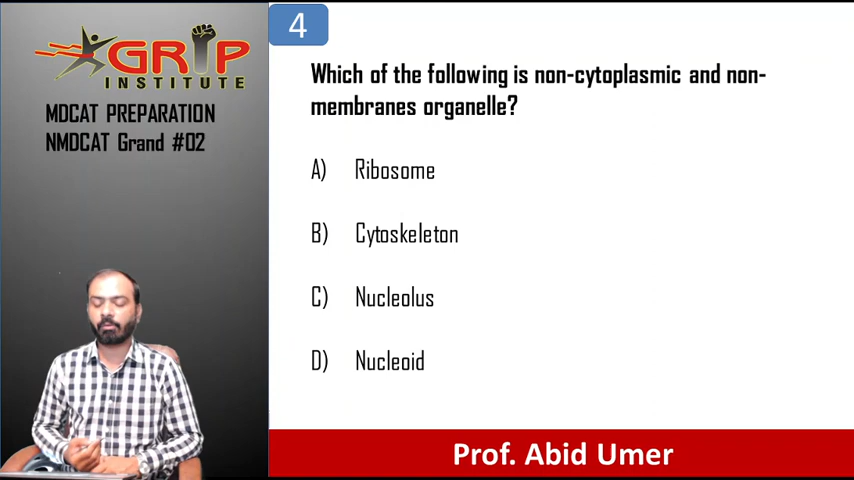 GRIP
INSTITUTE
MDCAT PREPARATION
NMDCAT Grand #02
4
Which of the following is non-cytoplasmic and non-
membranes organelle?
A) Ribosome
B) Cytoskeleton
C) Nucleolus
D) Nucleoid
Prof. Abid Umer